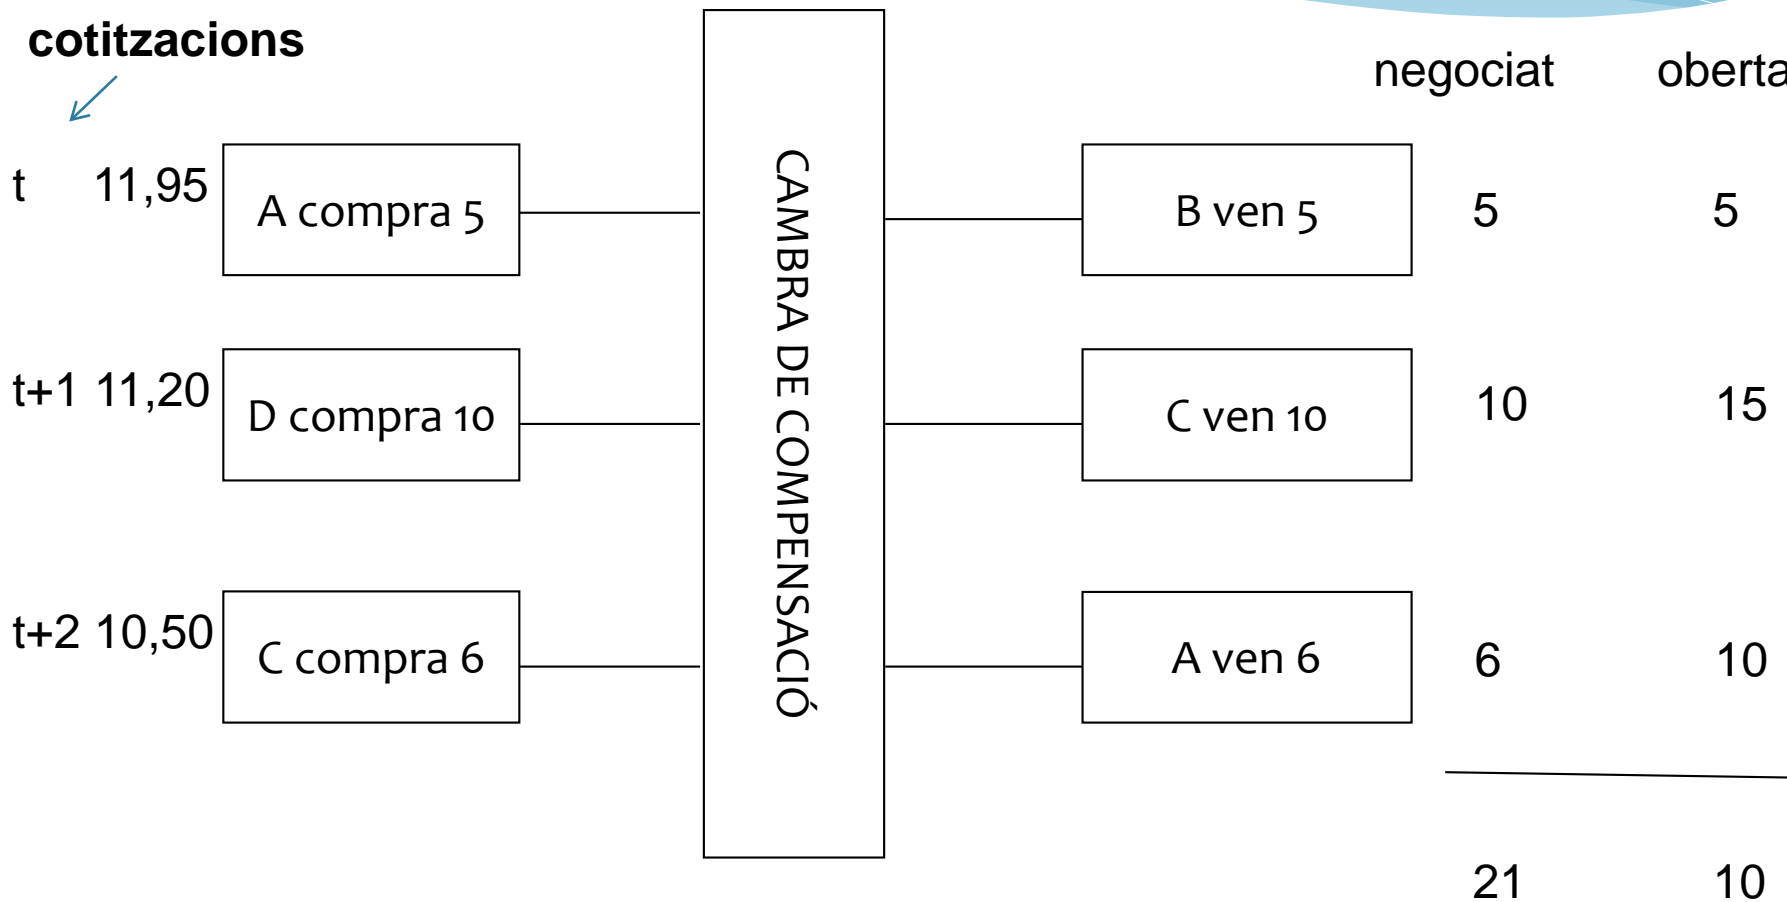 cotitzacions
negociat oberta
t 11,95 A compra 5 B ven 5 5 5
t+1 11,20 D compra 10 C ven 10 10 15
CAMBRA DE COMPENSACIÓ
t+2 10,50 C compra 6 A ven 6 6 10
21 10